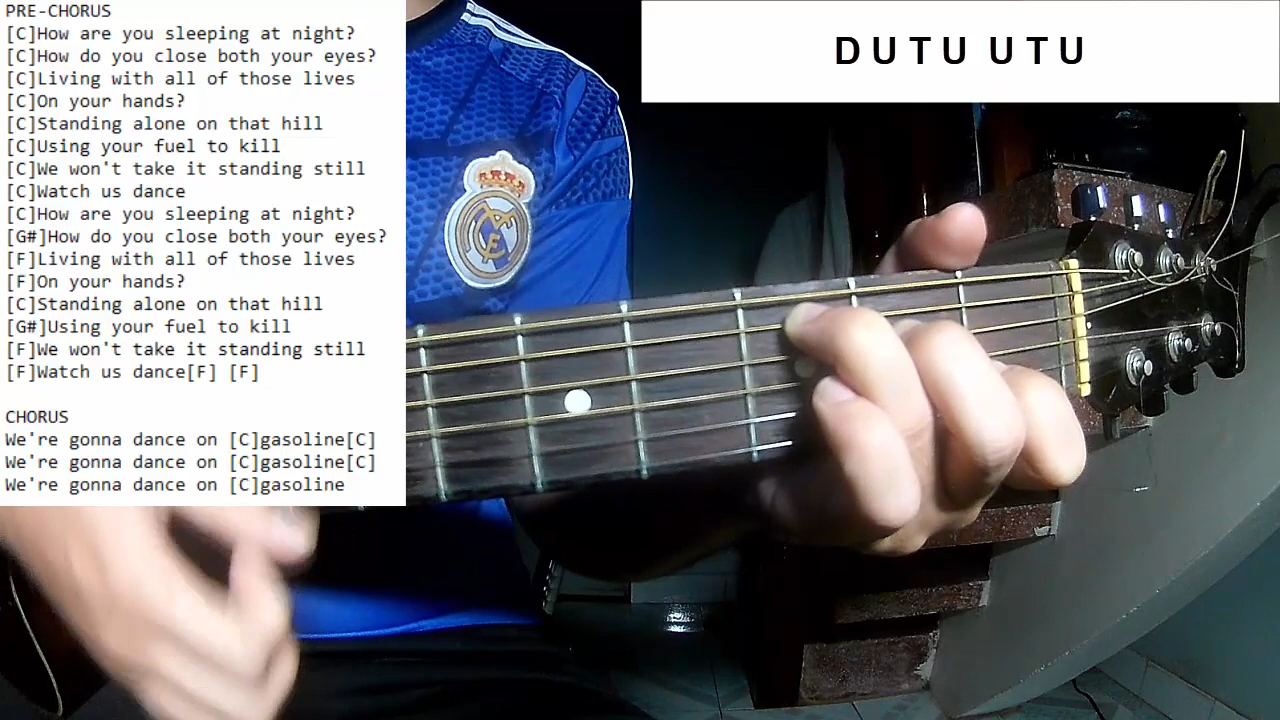 PRE-CHORUS
[C]How are you sleeping at night?
[C]How do you close both your eyes?
[C]Living with all of those lives
[C]On your hands?
[C]Standing alone on that hill
[C]Using your fuel to kill
[C]We won't take it standing still
[C]Watch us dance
[C]How are you sleeping at night?
[G#]How do you close both your eyes?
[F]Living with all of those lives
[F]On your hands?
[C]Standing alone on that hill
[G#]Using your fuel to kill
[F]We won't take it standing still
[F]Watch us dance[F] [F]
CHORUS
We're gonna dance on [C]gasoline[C]
We're gonna dance on [C]gasoline[C]
We're gonna dance on [C]gasoline
D U T U U T U